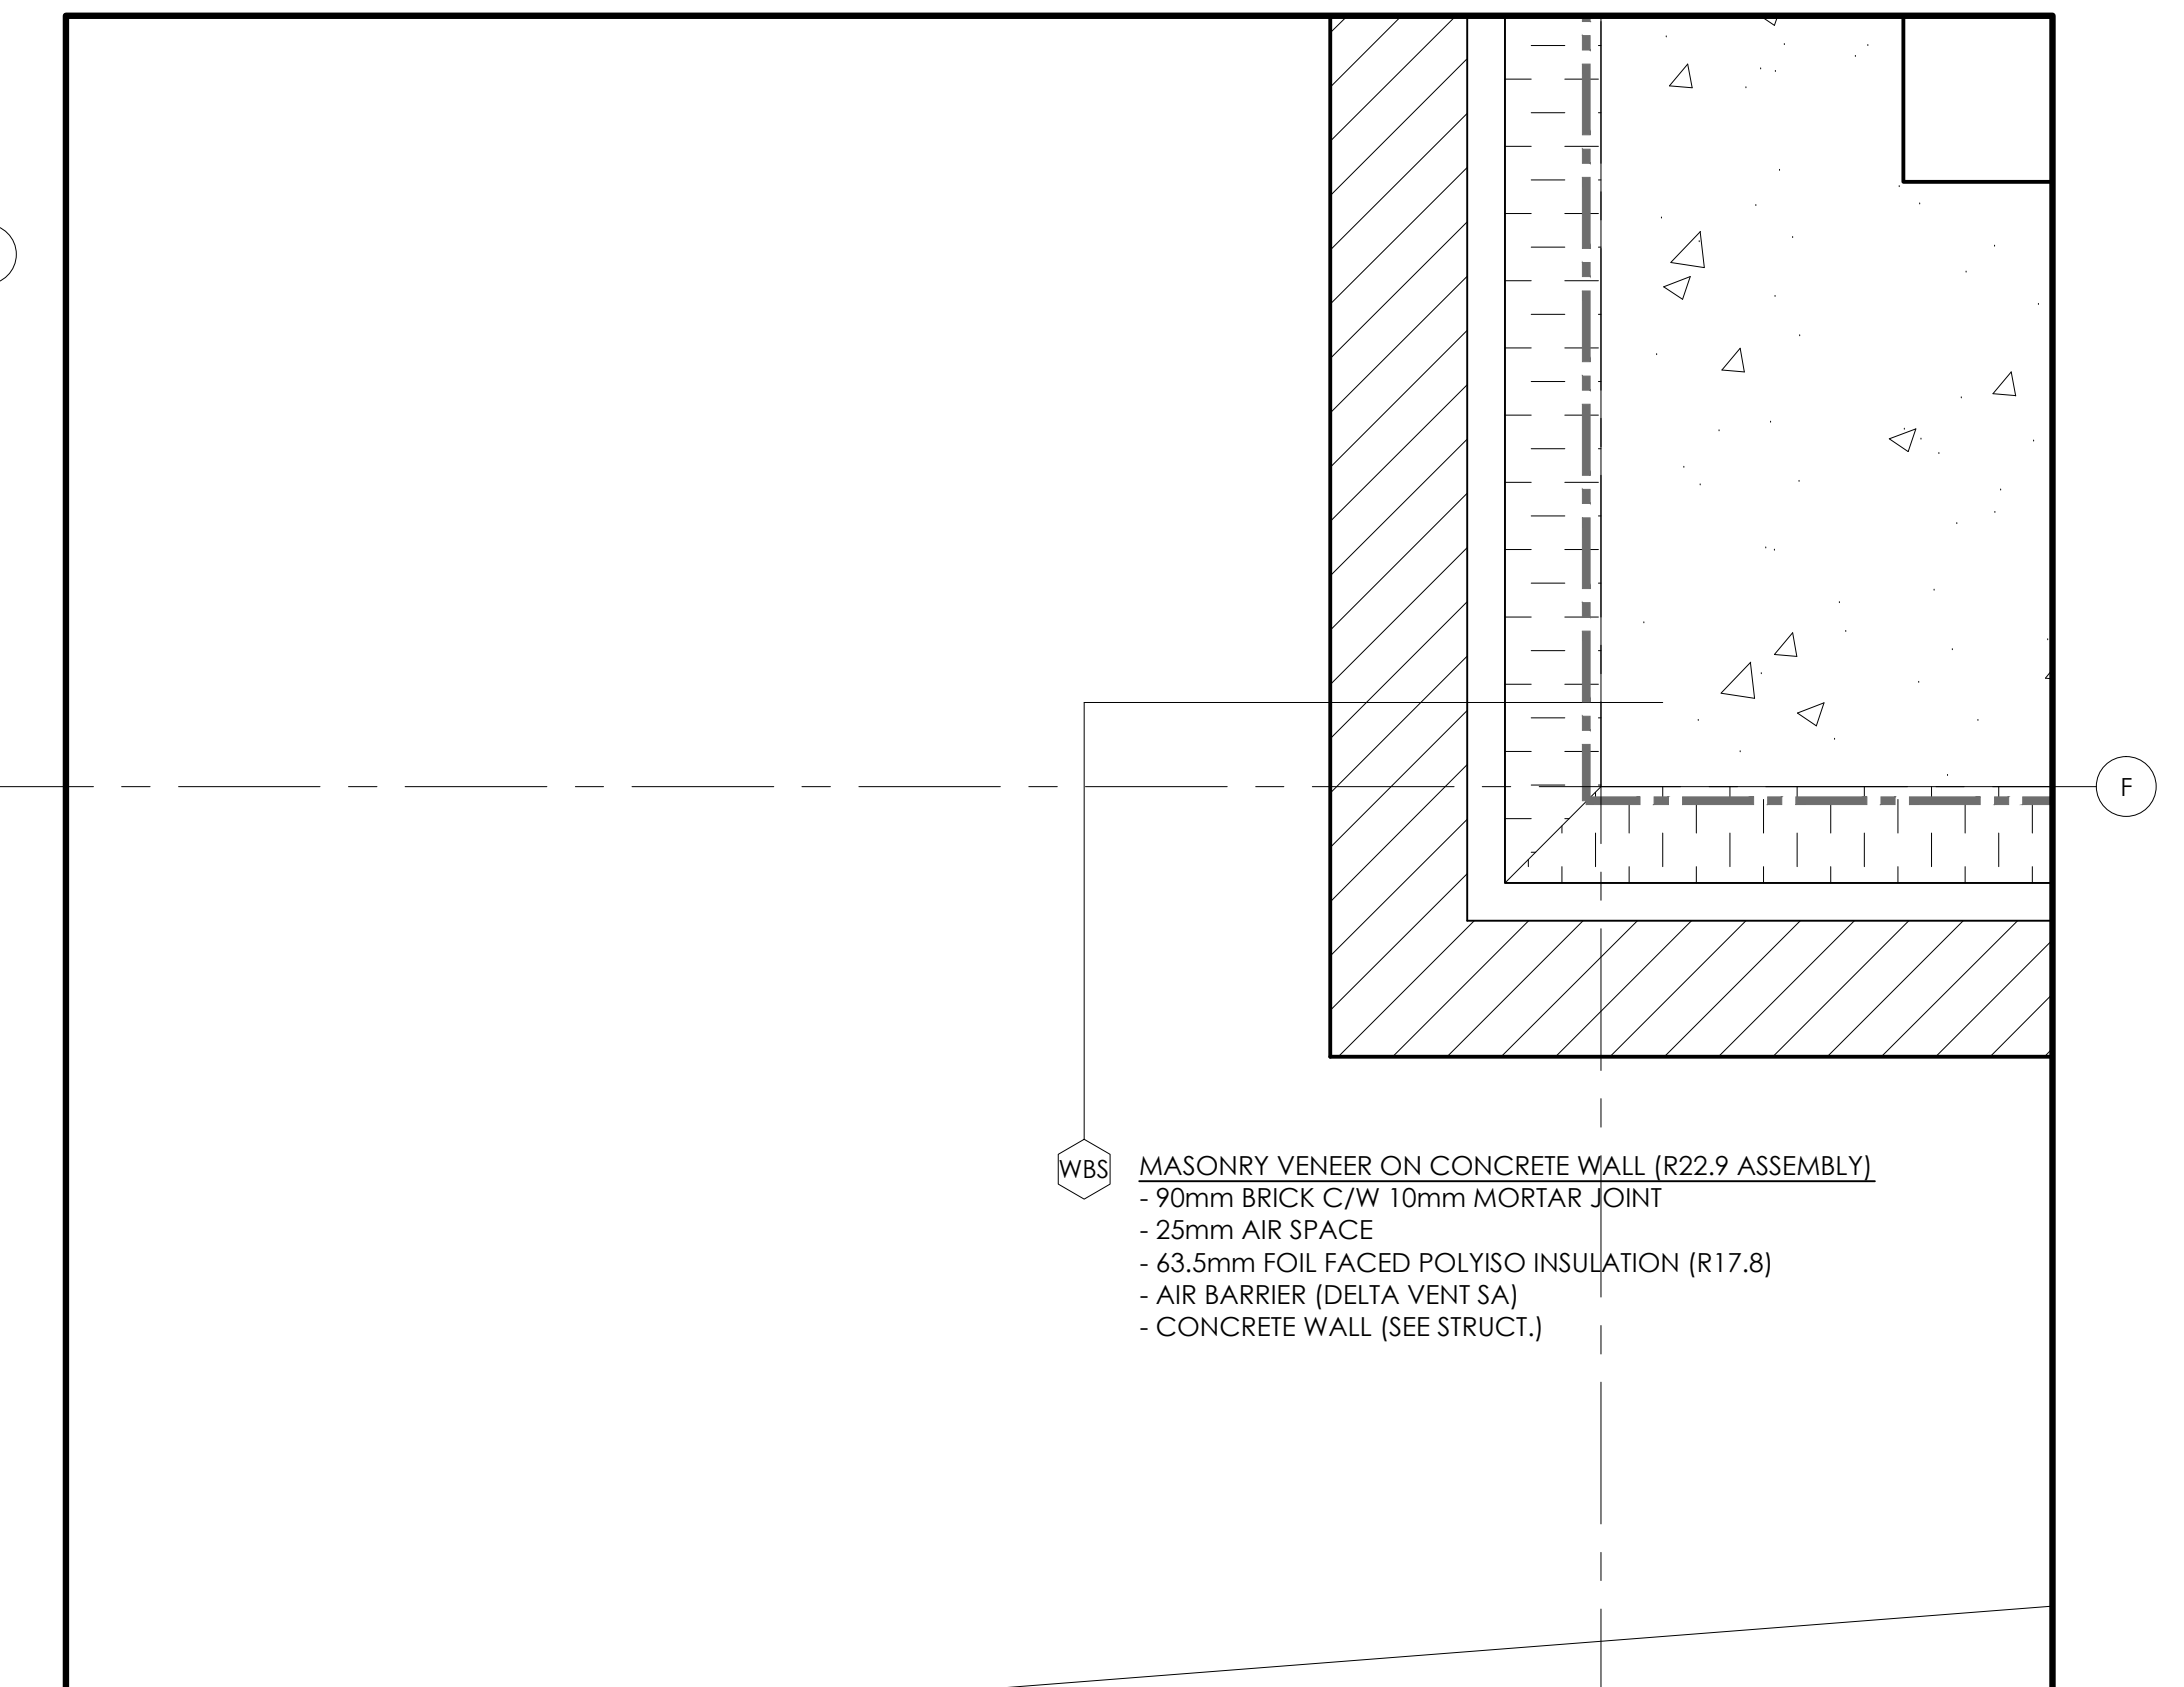 F
WBS
MASONRY VENEER ON CONCRETE WALL (R22.9 ASSEMBLY)
- 90mm BRICK C/W 10mm MORTAR JOINT
- 25mm AIR SPACE
- 63.5mm FOIL FACED POLYISO INSULATION (R17.8)
- AIR BARRIER (DELTA VENT SA)
- CONCRETE WALL (SEE STRUCT.)